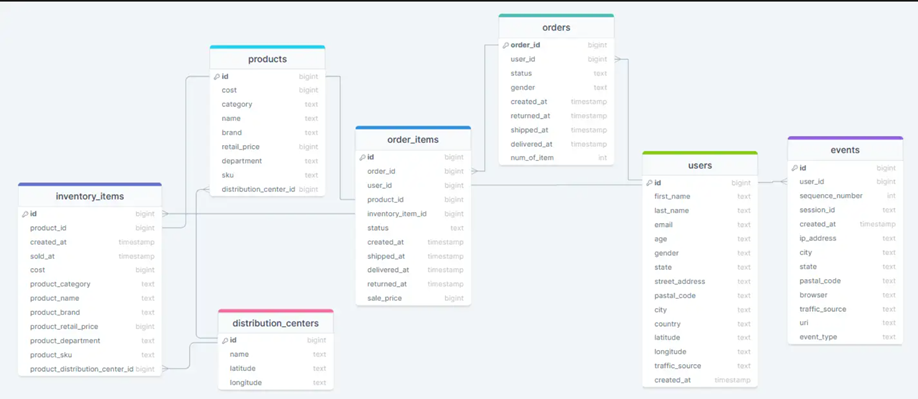 orders
order_id bigint
user_id bigint
status text
gender text
created_at timestamp
returned_at timestamp
shipped_at timestamp
delivered_at timestamp
num_of_item int
products
id bigint
cost bigint
category text
name text
brand text
retail_price bigint
department text
sku text
distribution_center_id bigint
order_items
id bigint
order_id bigint
user_id bigint
product_id bigint
inventory_item_id bigint
status text
created_at timestamp
shipped_at timestamp
delivered_at timestamp
returned_at timestamp
sale_price bigint
events
id bigint
user_id bigint
sequence_number int
session_id text
created_at timestamp
ip_address text
city text
state text
pastal_code text
browser text
traffic_source text
uri text
event_type text
users
id bigint
first_name text
last_name text
email text
age text
gender text
state text
street_address text
pastal_code text
city text
country text
latitude text
longitude text
traffic_source text
created_at timestamp
inventory_items
id bigint
product_id bigint
created_at timestamp
sold_at timestamp
cost bigint
product_category text
product_name text
product_brand text
product_retail_price bigint
product_department text
product_sku text
product_distribution_center_id bigint
distribution_centers
id bigint
name text
latitude text
longitude text